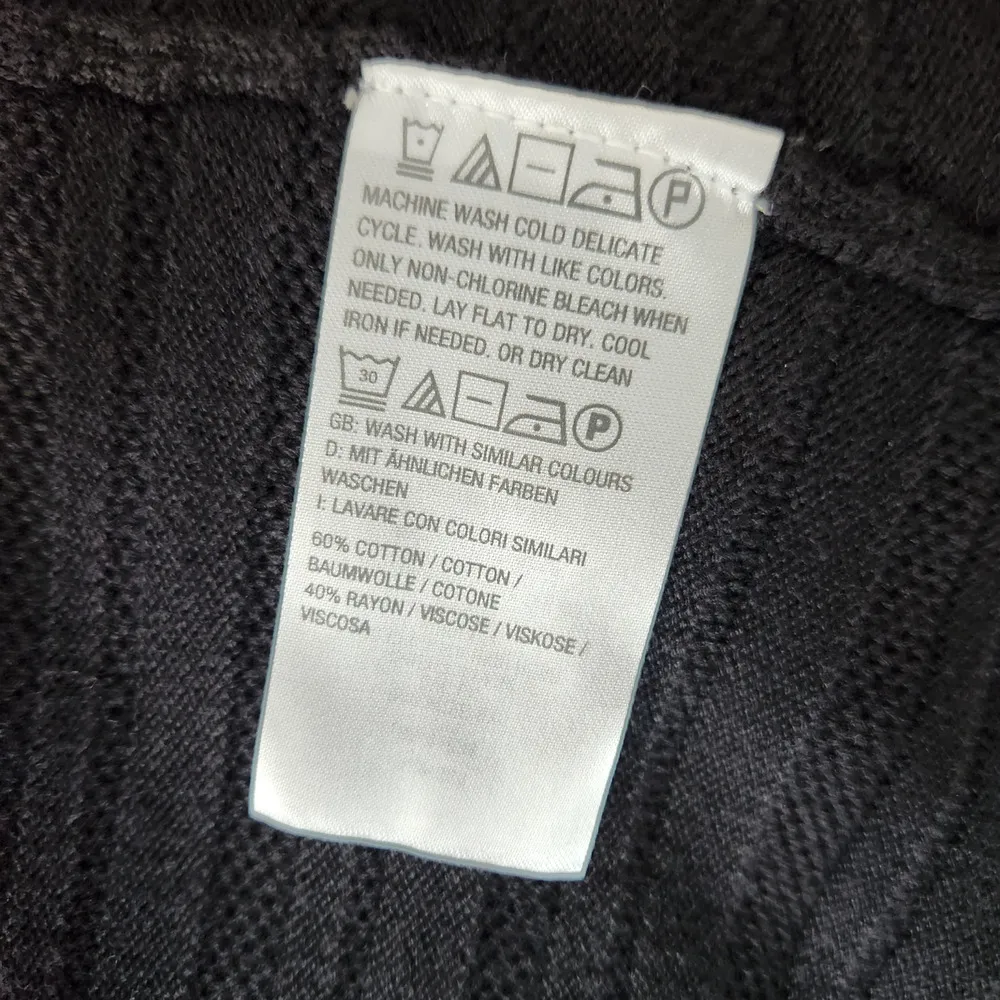 P
MACHINE WASH COLD DELICATE
CYCLE. WASH WITH LIKE COLORS.
ONLY NON-CHLORINE BLEACH WHEN
NEEDED. LAY FLAT TO DRY. COOL
IRON IF NEEDED. OR DRY CLEAN
30 P
GB: WASH WITH SIMILAR COLOURS
D: MIT ÄHNLICHEN FARBEN
WASCHEN
I: LAVARE CON COLORI SIMILARI
60% COTTON / COTTON /
BAUMWOLLE / COTONE
40% RAYON / VISCOSE / VISKOSE /
VISCOSA